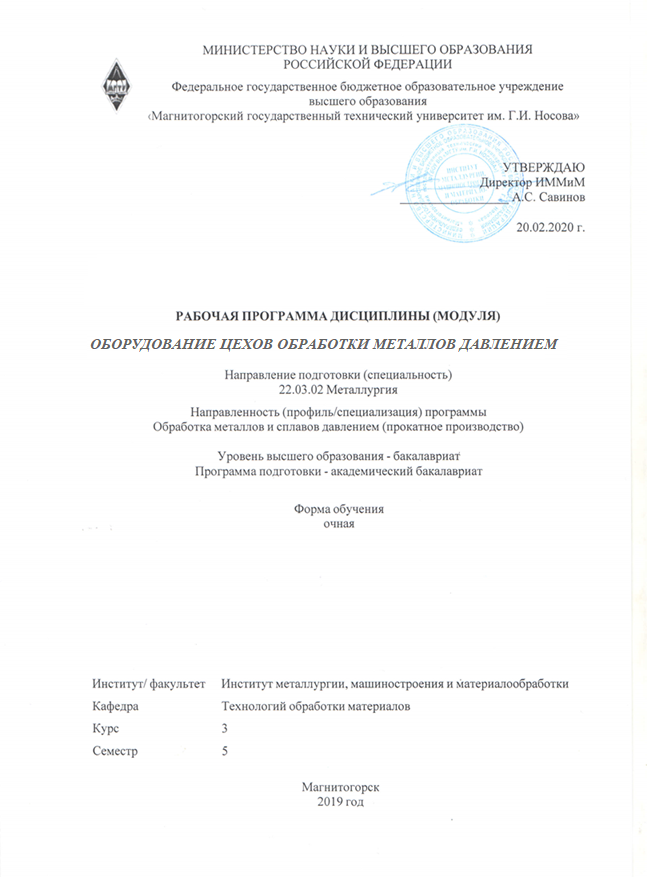 МИНИСТЕРСТВО НАУКИ И ВЫСШЕГО ОБРАЗОВАНИЯ
РОССИЙСКОЙ ФЕДЕРАЦИИ
Федеральное государственное бюджетное образовательное учреждение
высшего образования
«Магнитогорский государственный технический университет им. Г.И. Носова»
УТВЕРЖДАЮ
Директор ИММиМ
А.С. Савинов
20.02.2020 г.
РАБОЧАЯ ПРОГРАММА ДИСЦИПЛИНЫ (МОДУЛЯ)
ОБОРУДОВАНИЕ ЦЕХОВ ОБРАБОТКИ МЕТАЛЛОВ ДАВЛЕНИЕМ
Направление подготовки (специальность)
22.03.02 Металлургия
Направленность (профиль/специализация) программы
Обработка металлов и сплавов давлением (прокатное производство)
Уровень высшего образования - бакалавриат
Программа подготовки - академический бакалавриат
Форма обучения
очная
Институт/ факультет Институт металлургии, машиностроения и материалообработки
Кафедра Технологий обработки материалов
Курс 3
Семестр 5
Магнитогорск
2019 год